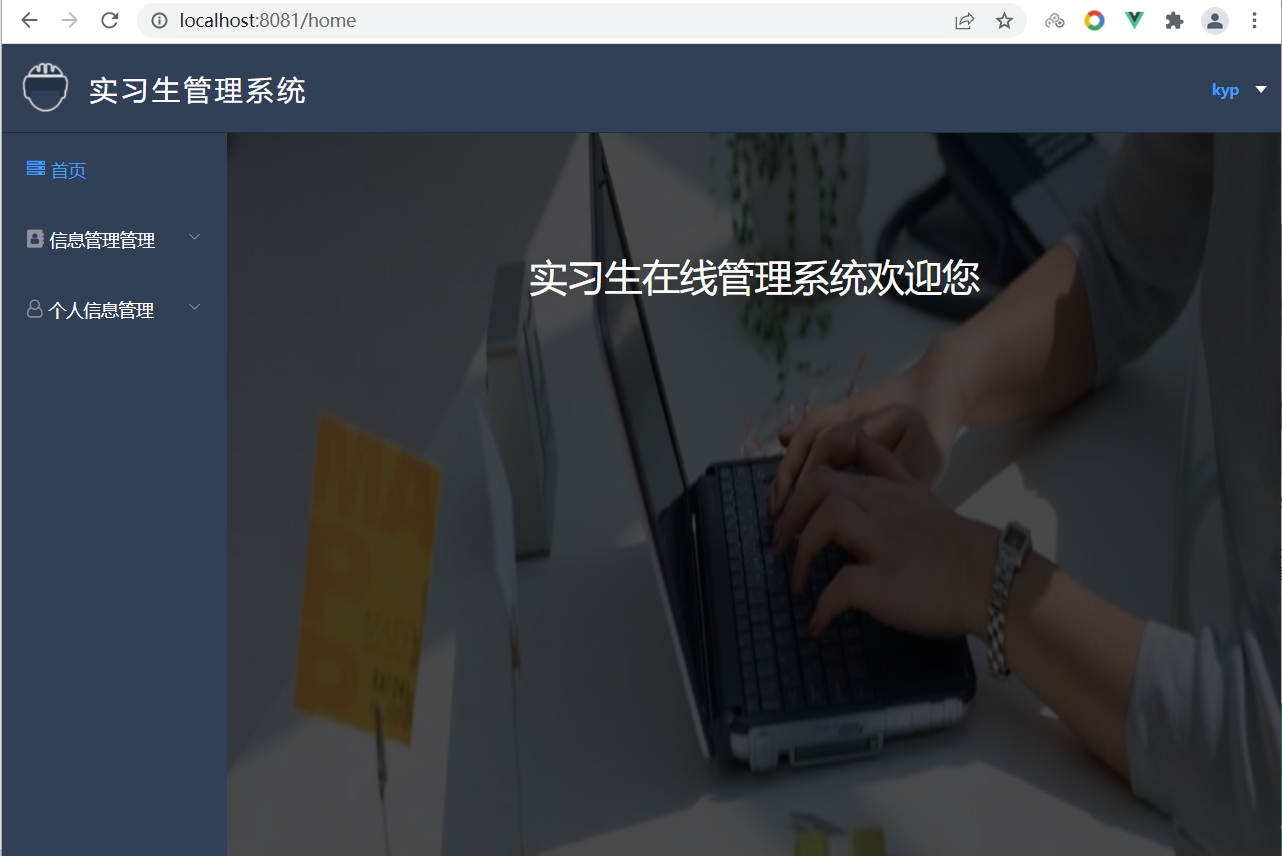 localhost:8081/home
实习生管理系统
kyp
首页
信息管理管理
个人信息管理
实习生在线管理系统欢迎您